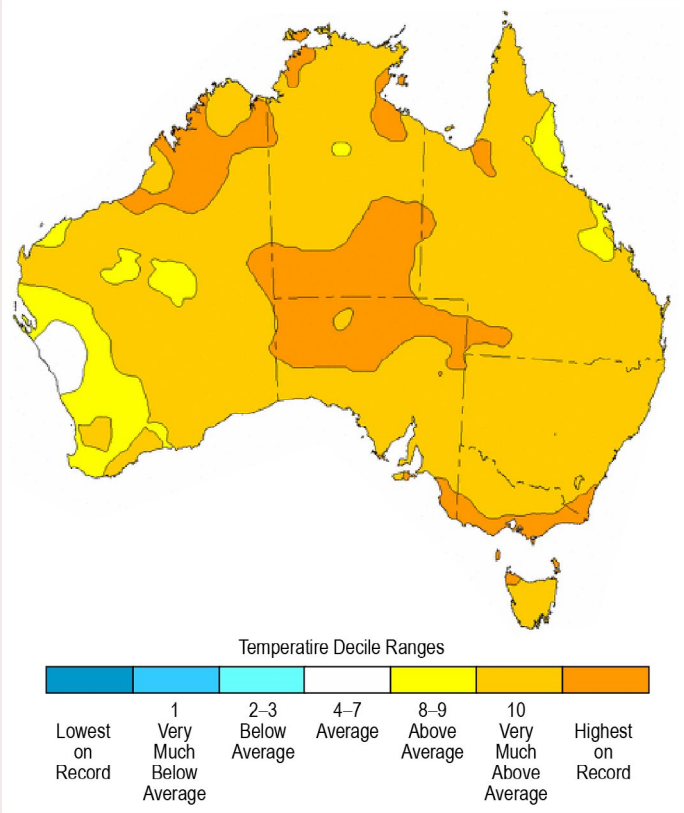 Temperatire Decile Ranges
Lowest
on
Record
1
Very
Much
Below
Average
2–3
Below
Average
4–7
Average
8–9
Above
Average
10
Very
Much
Above
Average
Highest
on
Record